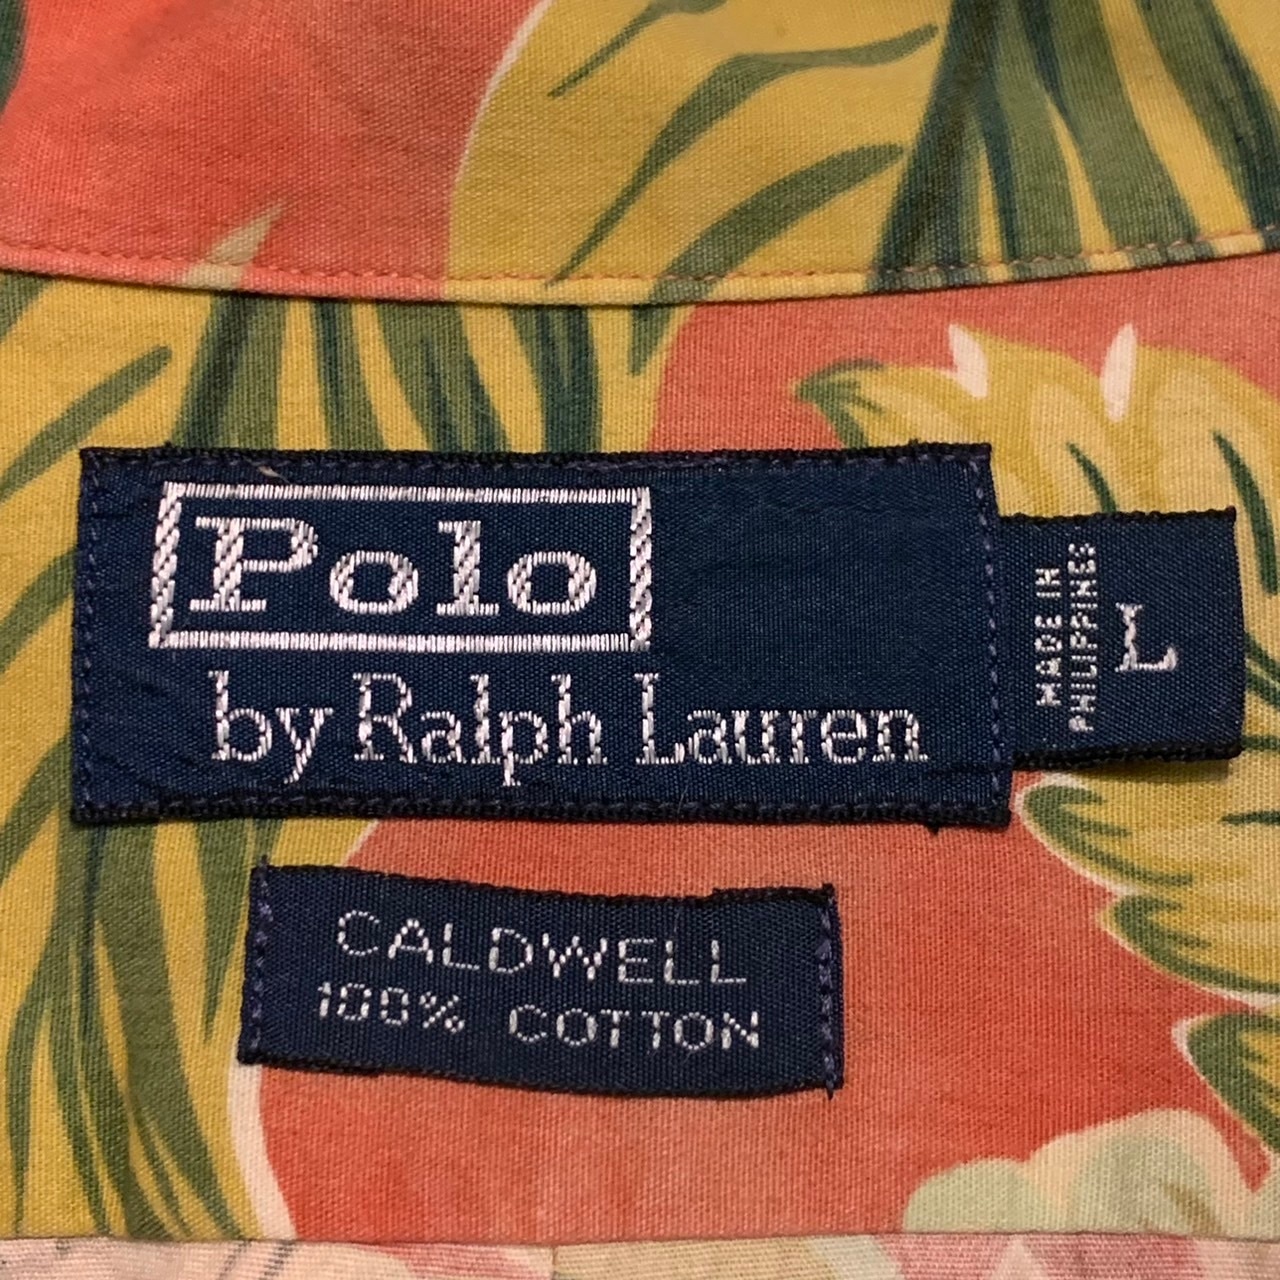 Polo
by Ralph Lauren
MADE IN
PHILIPPINES
L
CALDWELL
100% COTTON